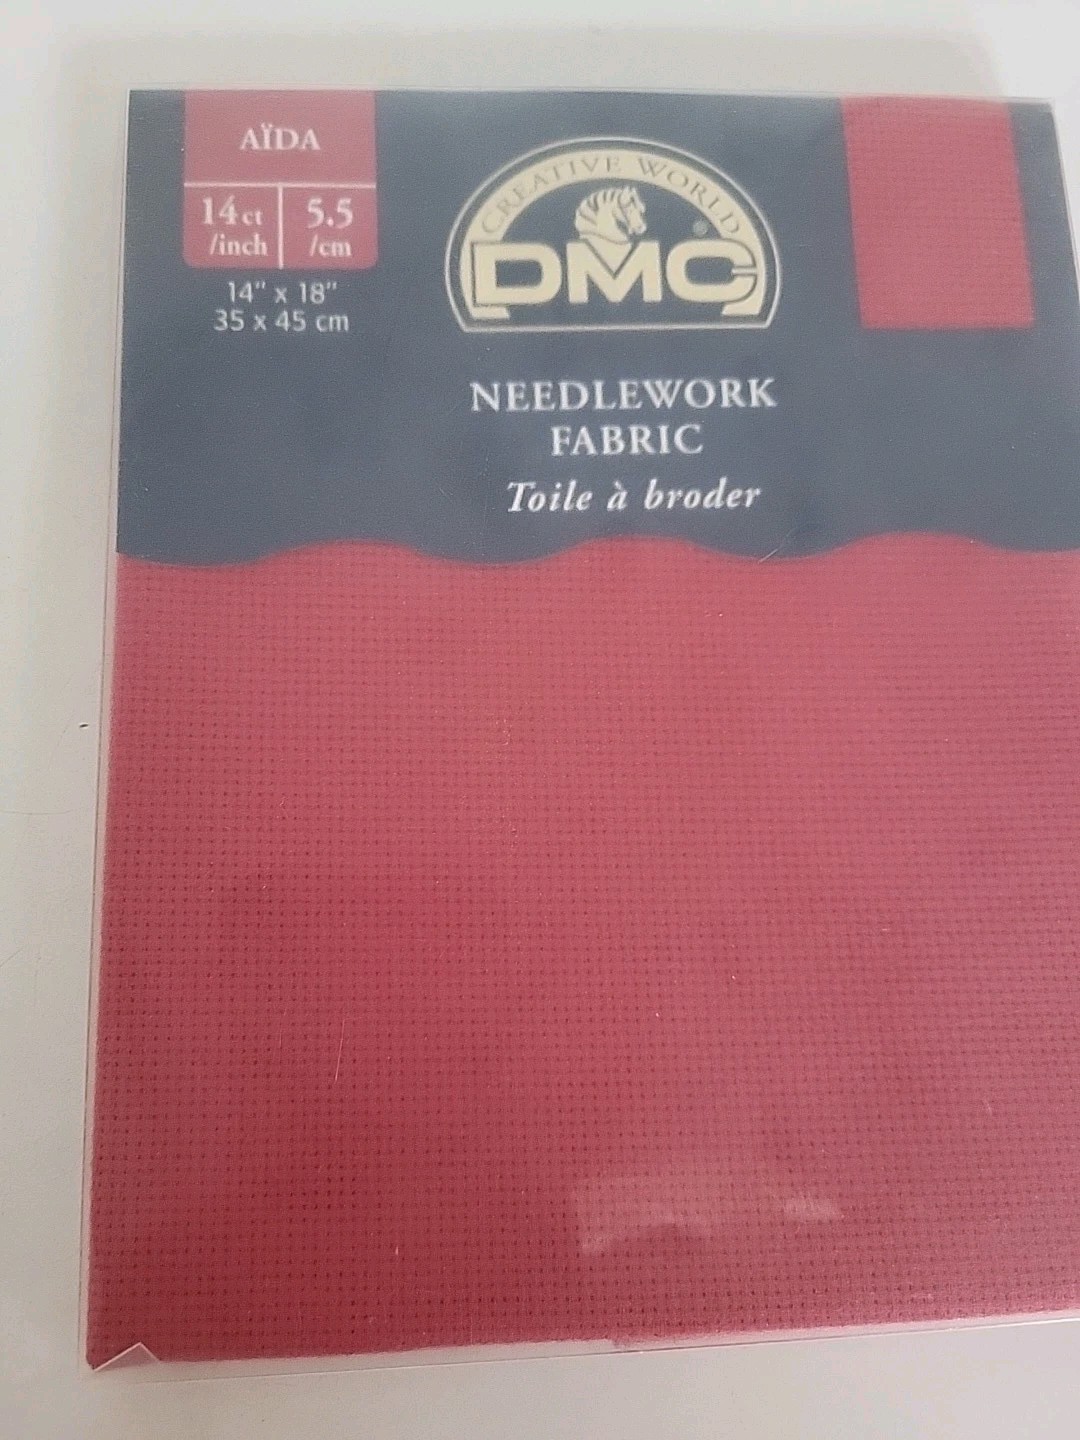 AÏDA
14ct
/inch
5.5
/cm
14" x 18"
35 x 45 cm
CREATIVE WORLD
DMC®
NEEDLEWORK
FABRIC
Toile à broder